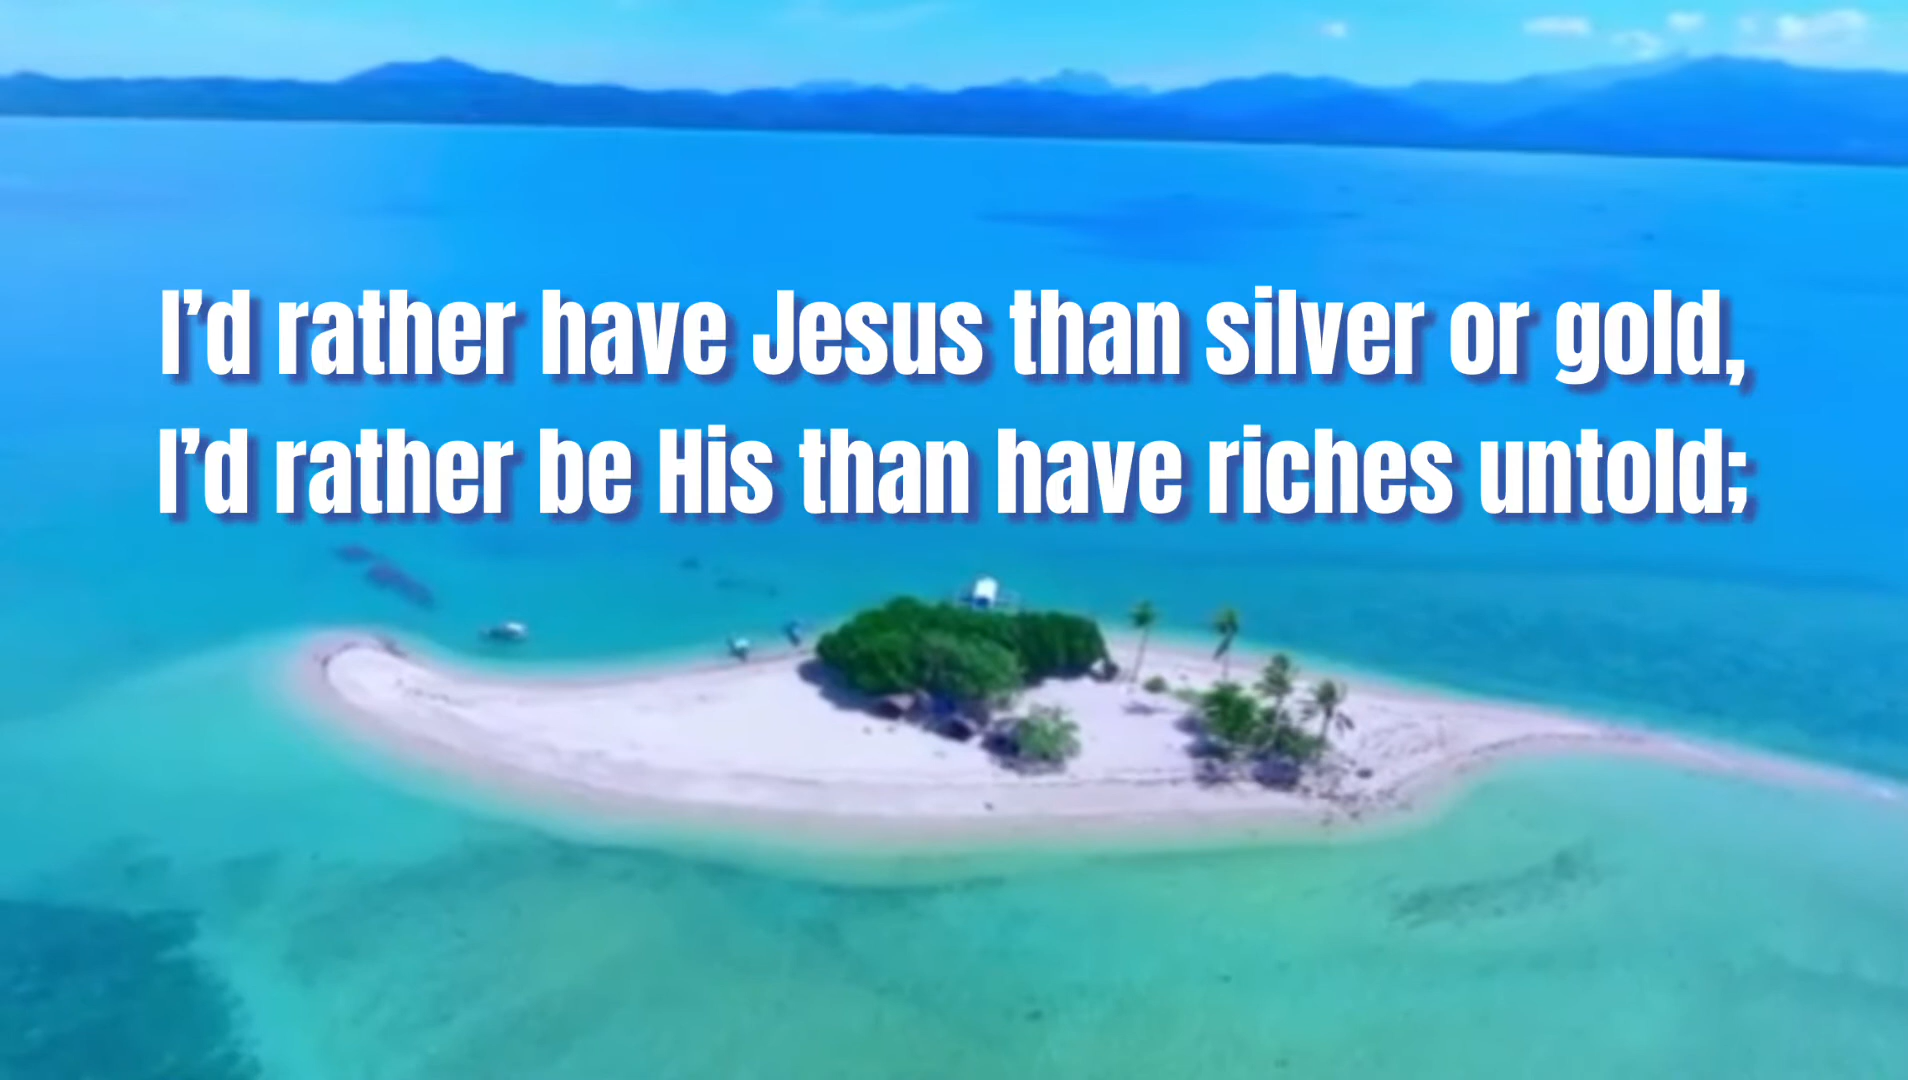 I’d rather have Jesus than silver or gold,
I’d rather be His than have riches untold;